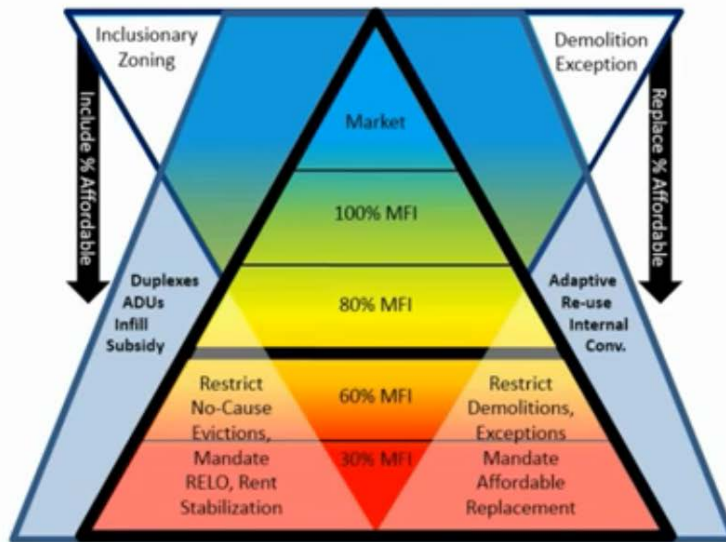 Inclusionary
Zoning
Demolition
Exception
Include % Affordable
Replace % Affordable
Market
100% MFI
80% MFI
60% MFI
30% MFI
Duplexes
ADUs
Infill
Subsidy
Adaptive
Re-use
Internal
Conv.
Restrict
No-Cause
Evictions,
Mandate
RELO, Rent
Stabilization
Restrict
Demolitions,
Exceptions
Mandate
Affordable
Replacement